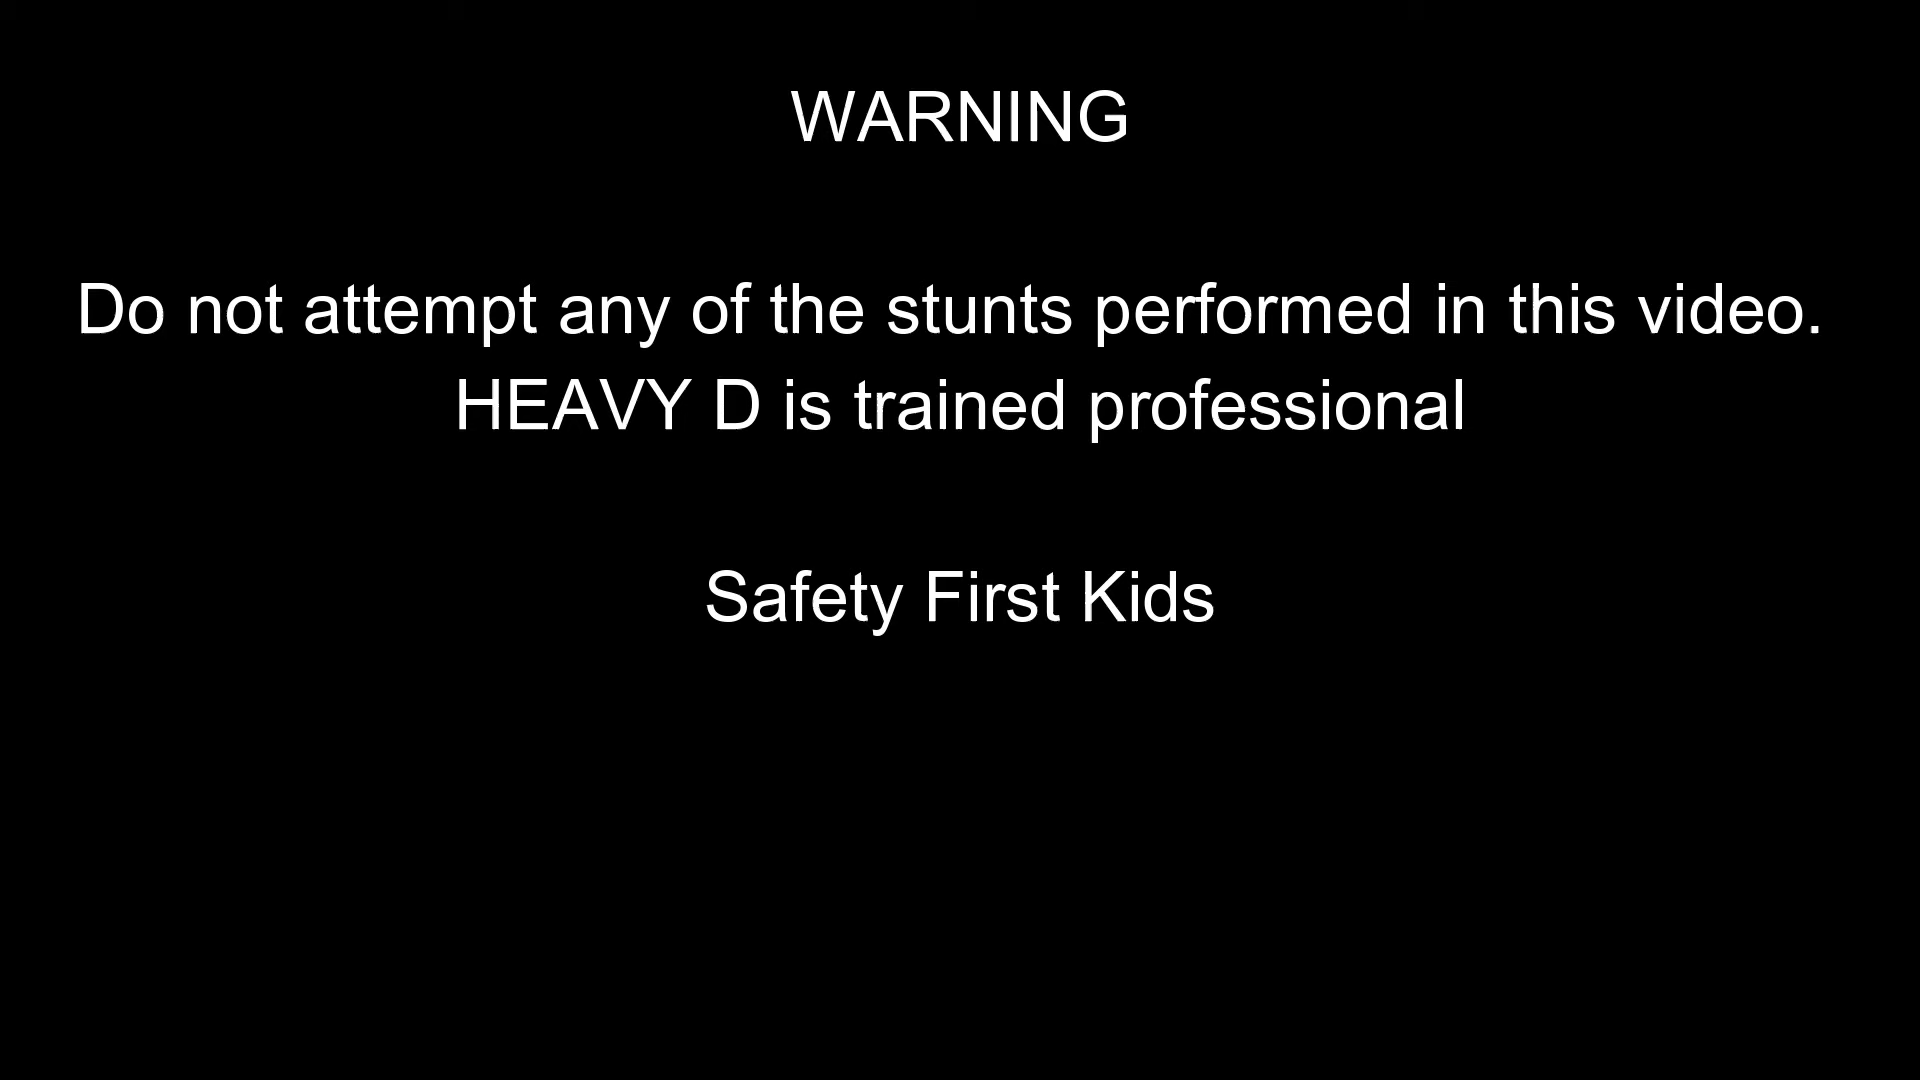 WARNING
Do not attempt any of the stunts performed in this video.
HEAVY D is trained professional
Safety First Kids